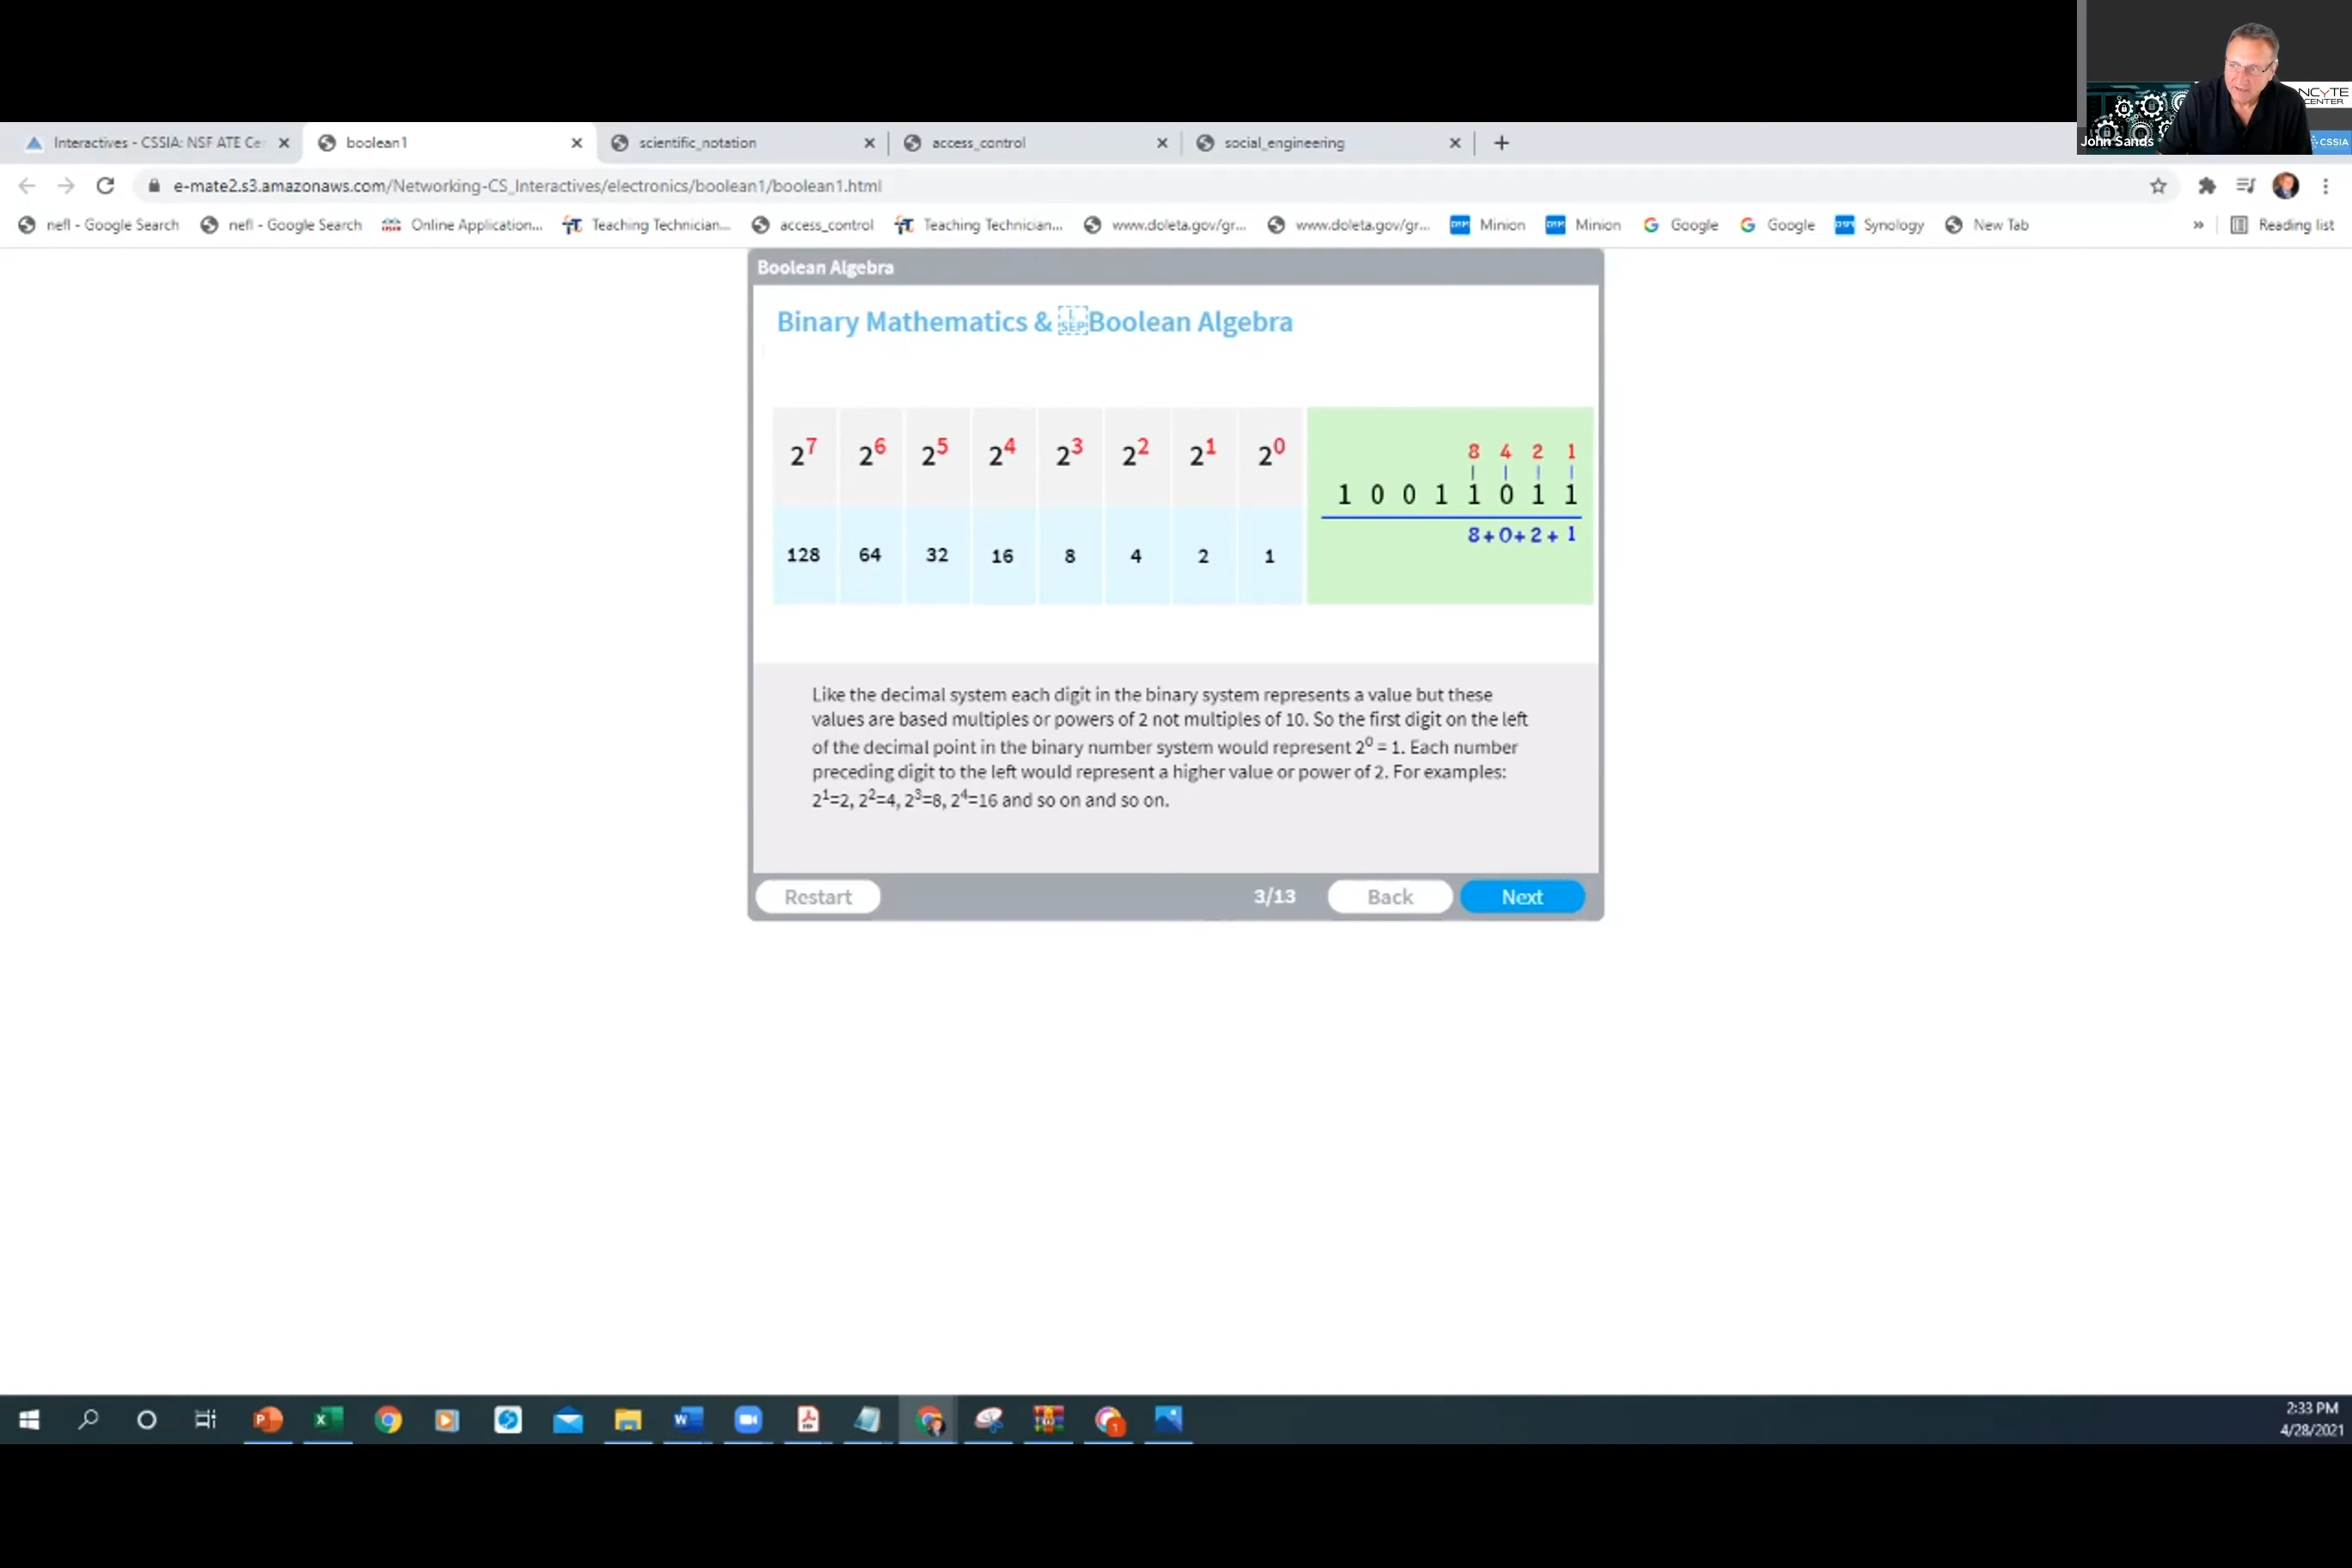 NCYTE
CENTER
CSSIA
John Sands
Interactives - CSSIA: NSF ATE Ce
boolean1
scientific_notation
access_control
social_engineering
e-mate2.s3.amazonaws.com/Networking-CS_Interactives/electronics/boolean1/boolean1.html
nefl - Google Search
nefl - Google Search
Online Application...
Teaching Technician...
access_control
Teaching Technician...
www.doleta.gov/gr...
www.doleta.gov/gr...
DSM Minion
DSM Minion
Google
Google
Synology
New Tab
»
Reading list
Boolean Algebra
Binary Mathematics & L SEP Boolean Algebra
2⁷ 2⁶ 2⁵ 2⁴ 2³ 2² 2¹ 2⁰
128 64 32 16 8 4 2 1
8 4 2 1
1 0 0 1 1 0 1 1
8+0+2+1
Like the decimal system each digit in the binary system represents a value but these
values are based multiples or powers of 2 not multiples of 10. So the first digit on the left
of the decimal point in the binary number system would represent 2⁰ = 1. Each number
preceding digit to the left would represent a higher value or power of 2. For examples:
2¹=2, 2²=4, 2³=8, 2⁴=16 and so on and so on.
Restart
3/13
Back
Next
2:33 PM
4/28/2021